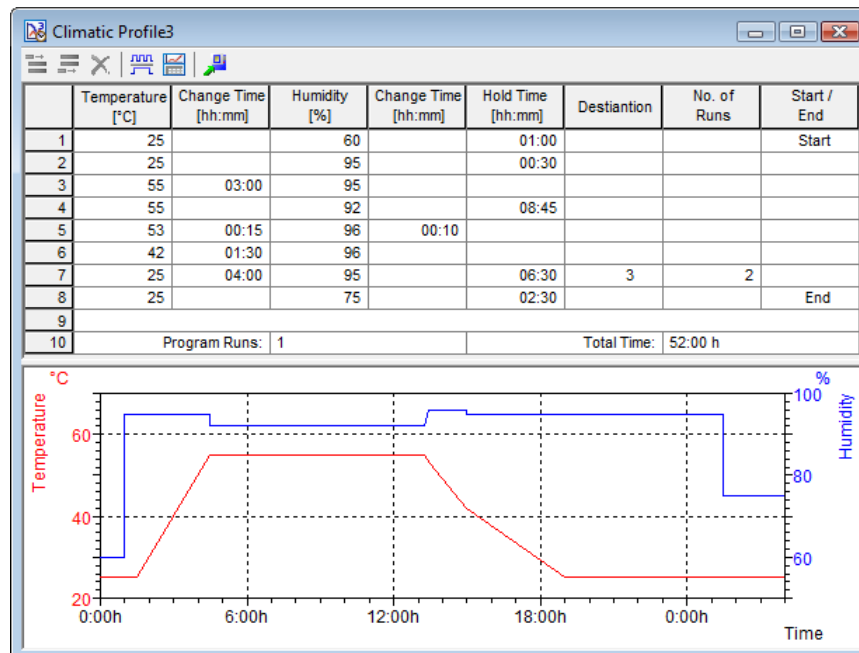 Climatic Profile3
Temperature [°C] Change Time [hh:mm] Humidity [%] Change Time [hh:mm] Hold Time [hh:mm] Destiantion No. of Runs Start / End
1 25 60 01:00 Start
2 25 95 00:30
3 55 03:00 95
4 55 92 08:45
5 53 00:15 96 00:10
6 42 01:30 96
7 25 04:00 95 06:30 3 2
8 25 75 02:30 End
9
10 Program Runs: 1 Total Time: 52:00 h
°C %
Temperature
60
40
20
100
80
60
Humidity
0:00h 6:00h 12:00h 18:00h 0:00h
Time